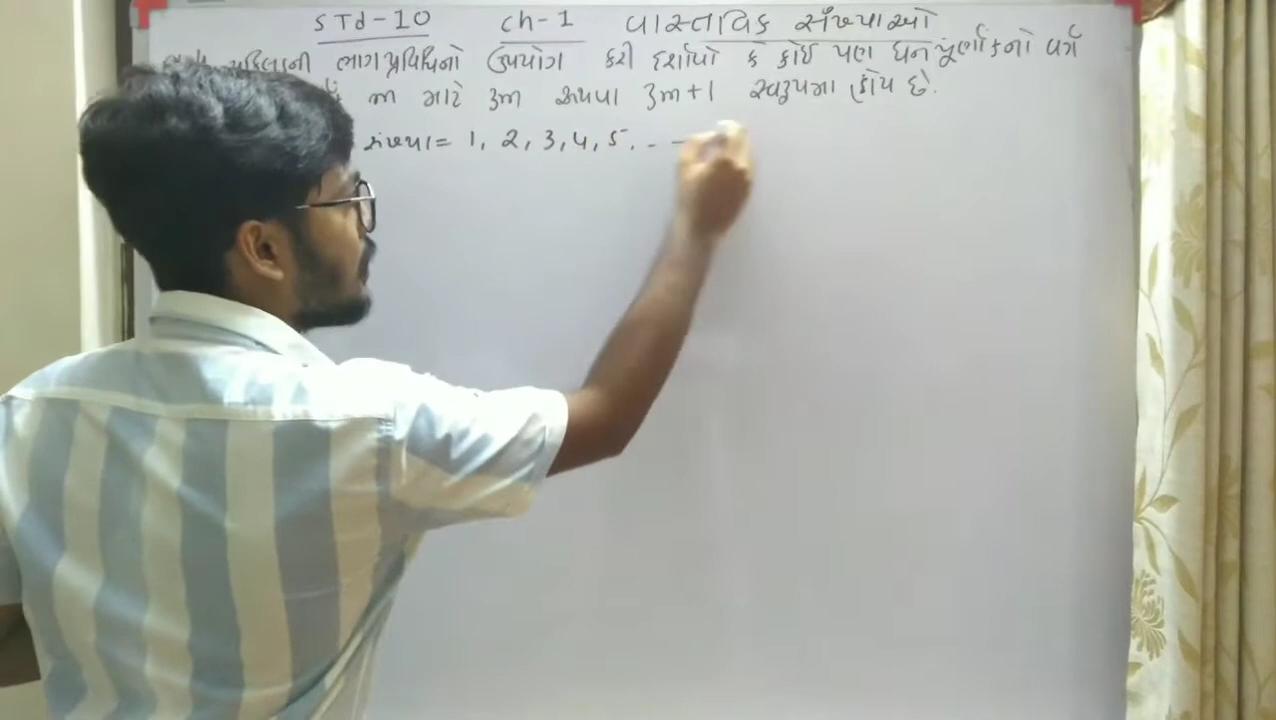 STd-10 ch-1 વાસ્તવિક સંખ્યાઓ
ભાગપ્રવિધિનો ઉપયોગ કરી દર્શાવો કે કોઈ પણ ધન પૂર્ણાંકનો વર્ગ
m માટે 3m અથવા 3m+1 સ્વરૂપમા હોય છે.
સંખ્યા = 1, 2, 3, 4, 5, - -